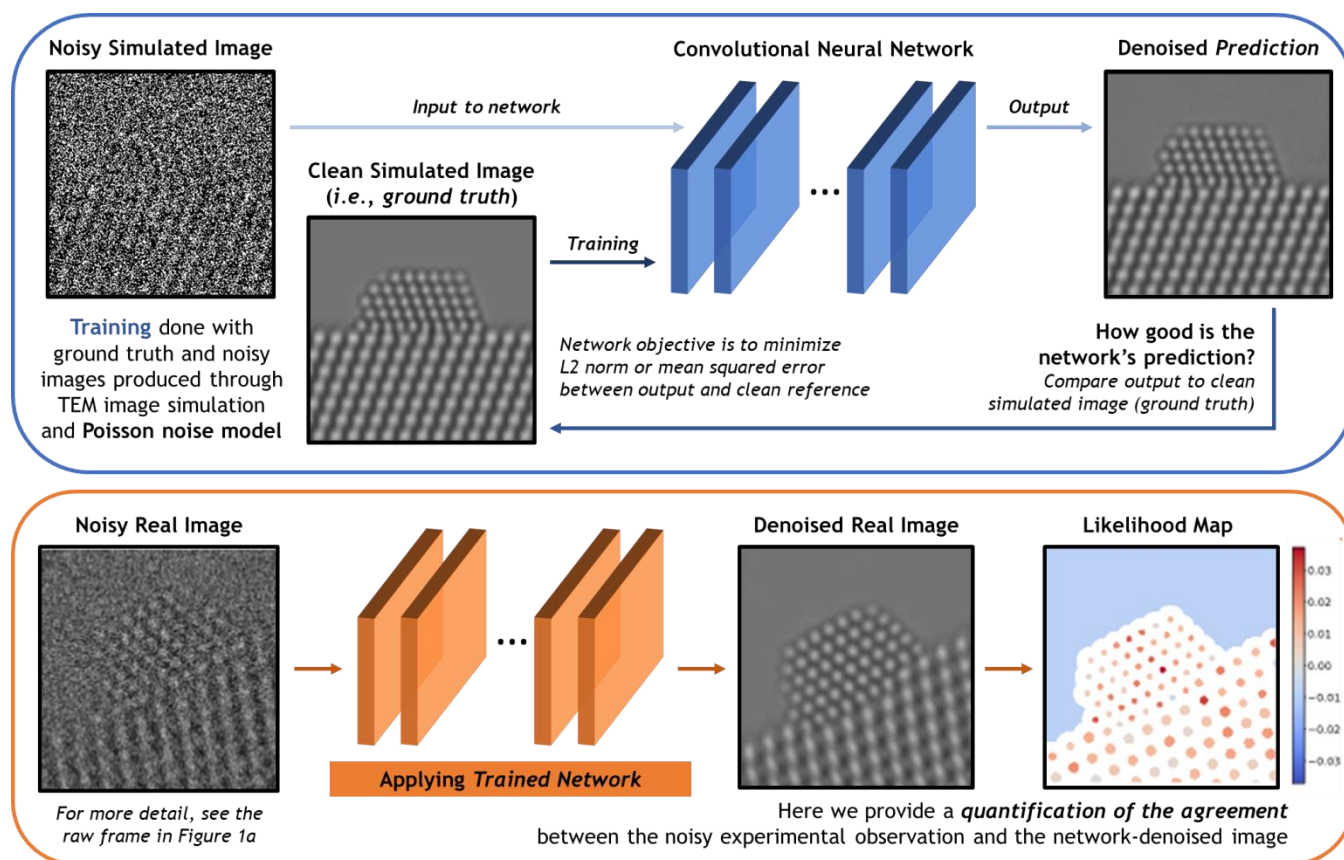 Noisy Simulated Image
Convolutional Neural Network
Denoised Prediction
Input to network
Output
Clean Simulated Image
(i.e., ground truth)
Training
...
Training done with
ground truth and noisy
images produced through
TEM image simulation
and Poisson noise model
Network objective is to minimize
L2 norm or mean squared error
between output and clean reference
How good is the
network's prediction?
Compare output to clean
simulated image (ground truth)
Noisy Real Image
Denoised Real Image
Likelihood Map
...
0.03
0.02
0.01
0.00
−0.01
−0.02
−0.03
Applying Trained Network
For more detail, see the
raw frame in Figure 1a
Here we provide a quantification of the agreement
between the noisy experimental observation and the network-denoised image